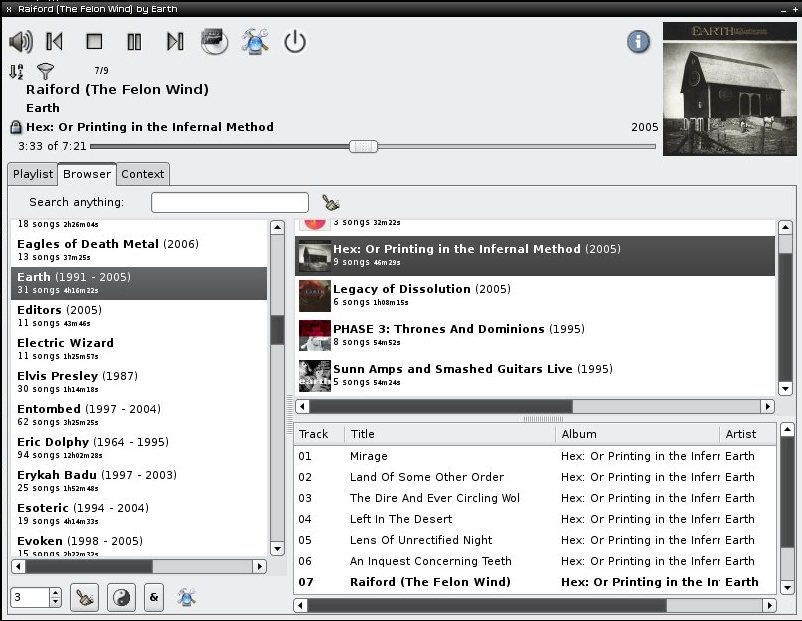 Raiford (The Felon Wind) by Earth
EARTH
7/9
Raiford (The Felon Wind)
Earth
Hex: Or Printing in the Infernal Method 2005
3:33 of 7:21
Playlist Browser Context
Search anything:
18 songs 2h26m04s
Eagles of Death Metal (2006)
13 songs 37m25s
Earth (1991 - 2005)
31 songs 4h16m22s
Editors (2005)
11 songs 43m46s
Electric Wizard
11 songs 1h25m57s
Elvis Presley (1987)
30 songs 1h14m18s
Entombed (1997 - 2004)
62 songs 3h25m25s
Eric Dolphy (1964 - 1995)
94 songs 12h02m28s
Erykah Badu (1997 - 2003)
25 songs 1h52m48s
Esoteric (1994 - 2004)
19 songs 4h14m33s
Evoken (1998 - 2005)
15 songs 2h22m32s
3 songs 32m22s
Hex: Or Printing in the Infernal Method (2005)
9 songs 46m29s
Legacy of Dissolution (2005)
6 songs 1h08m15s
PHASE 3: Thrones And Dominions (1995)
8 songs 54m52s
Sunn Amps and Smashed Guitars Live (1995)
5 songs 54m24s
Track Title Album Artist
01 Mirage Hex: Or Printing in the Inferr Earth
02 Land Of Some Other Order Hex: Or Printing in the Inferr Earth
03 The Dire And Ever Circling Wol Hex: Or Printing in the Inferr Earth
04 Left In The Desert Hex: Or Printing in the Inferr Earth
05 Lens Of Unrectified Night Hex: Or Printing in the Inferr Earth
06 An Inquest Concerning Teeth Hex: Or Printing in the Inferr Earth
07 Raiford (The Felon Wind) Hex: Or Printing in the In Earth
3 &